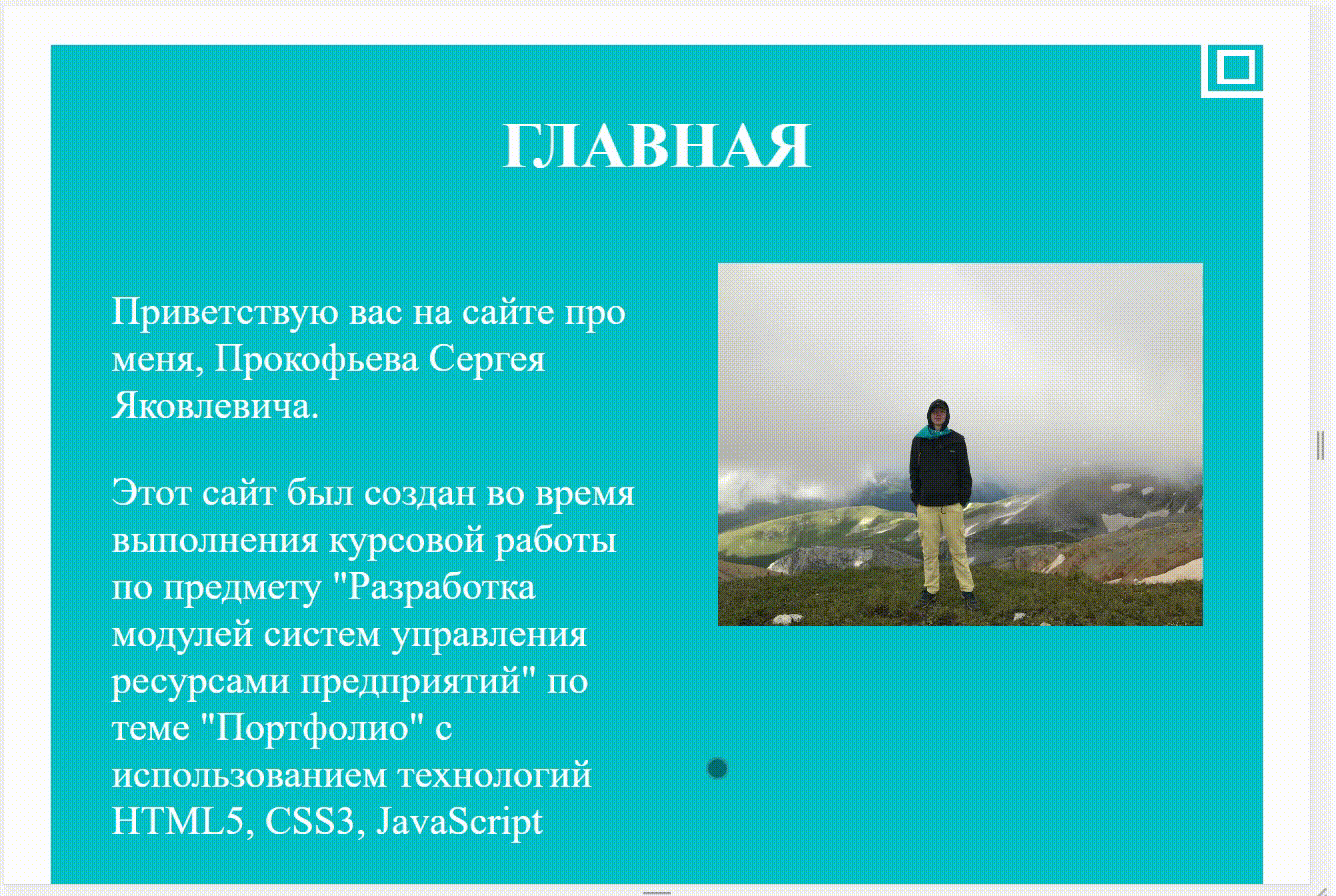 ГЛАВНАЯ
Приветствую вас на сайте про
меня, Прокофьева Сергея
Яковлевича.
Этот сайт был создан во время
выполнения курсовой работы
по предмету "Разработка
модулей систем управления
ресурсами предприятий" по
теме "Портфолио" с
использованием технологий
HTML5, CSS3, JavaScript